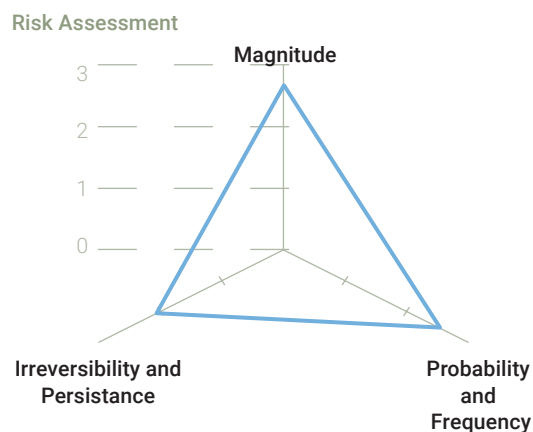 Risk Assessment
Magnitude
3
2
1
0
Irreversibility and
Persistance
Probability
and
Frequency